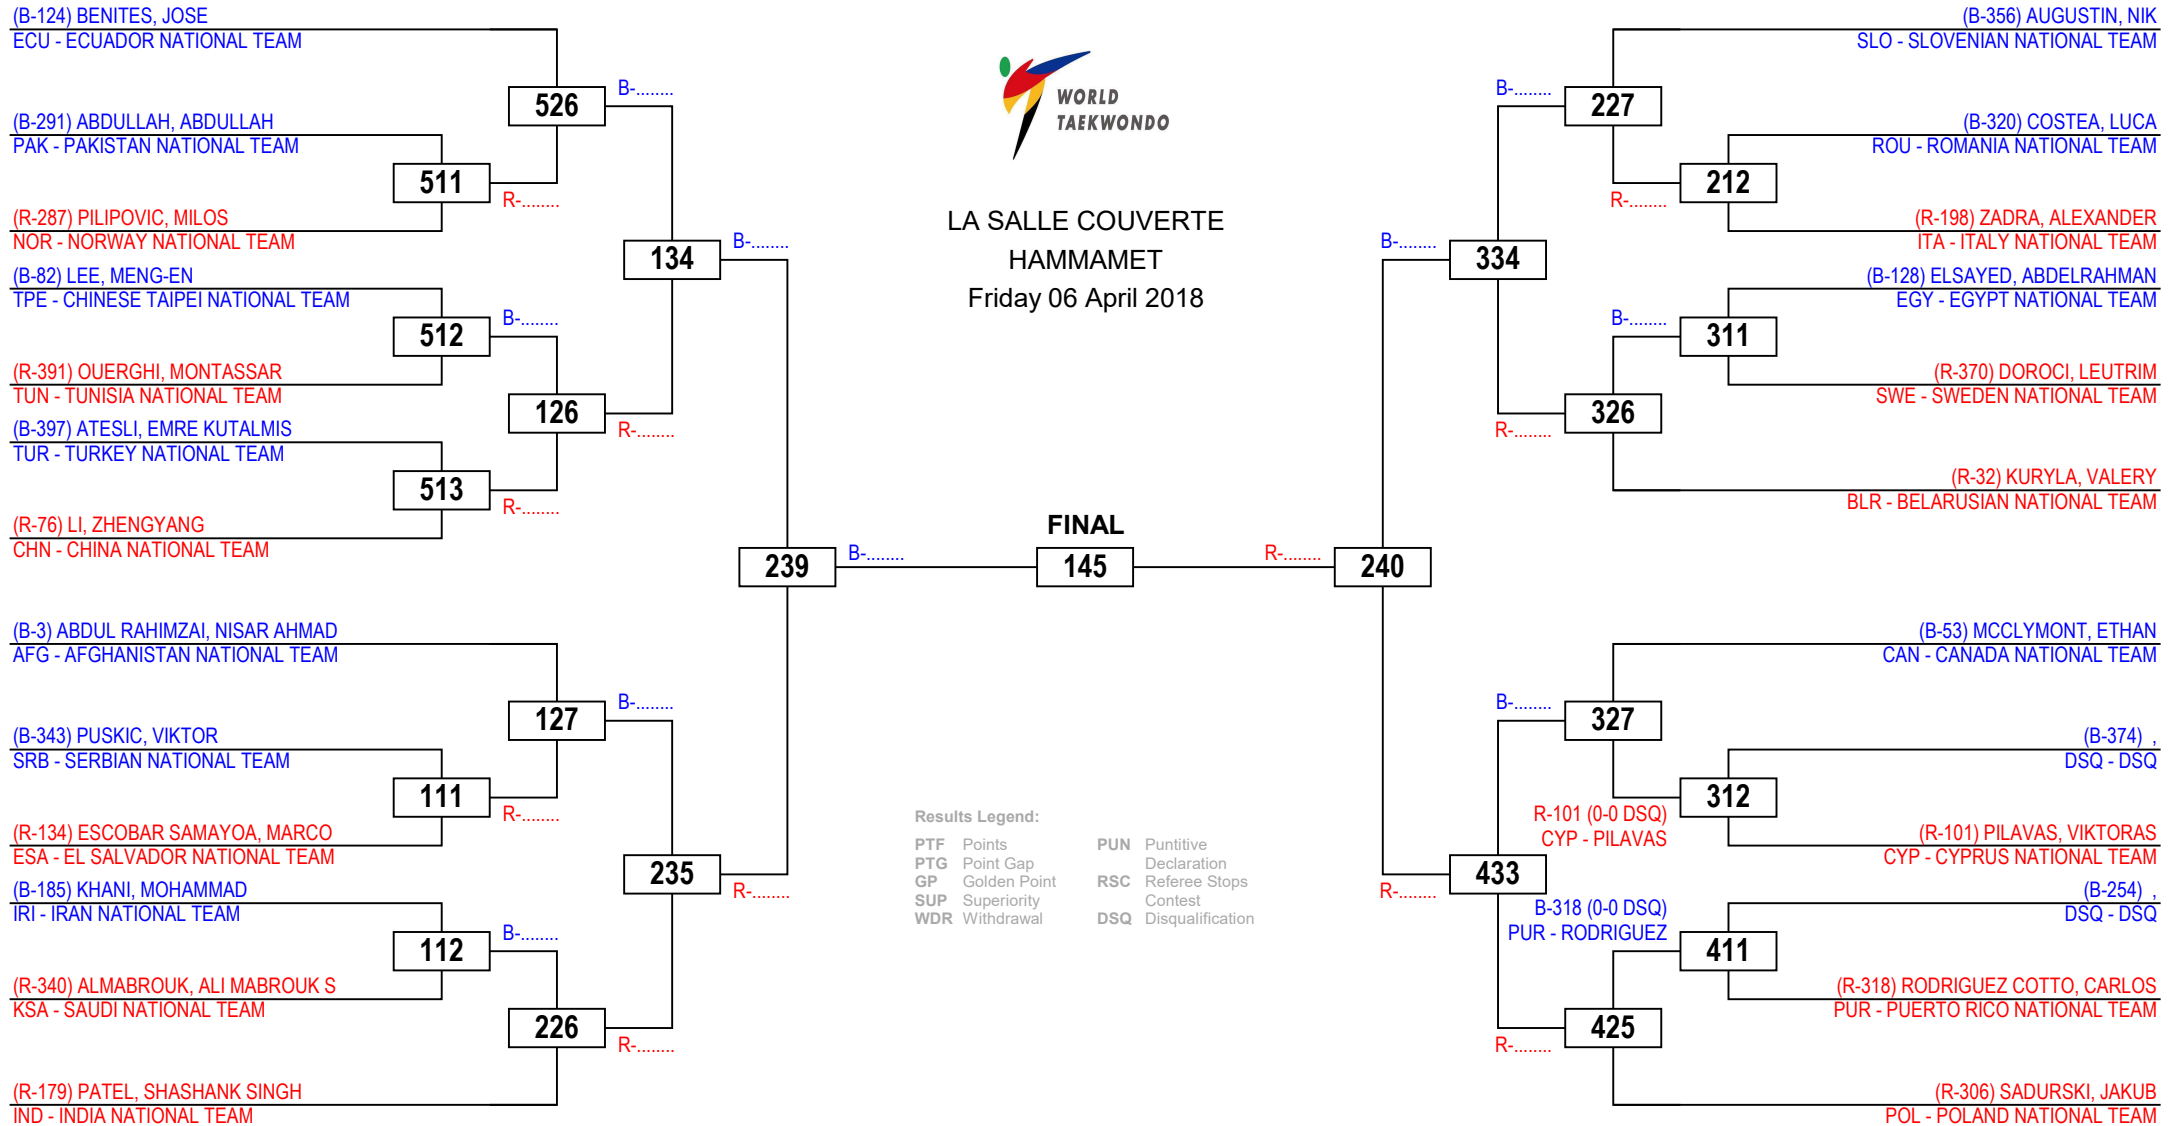 (B-124) BENITES, JOSE
ECU - ECUADOR NATIONAL TEAM
526
B-........
(B-291) ABDULLAH, ABDULLAH
PAK - PAKISTAN NATIONAL TEAM
511
R-........
(R-287) PILIPOVIC, MILOS
NOR - NORWAY NATIONAL TEAM
134
B-........
(B-82) LEE, MENG-EN
TPE - CHINESE TAIPEI NATIONAL TEAM
512
B-........
(R-391) OUERGHI, MONTASSAR
TUN - TUNISIA NATIONAL TEAM
126
R-........
(B-397) ATESLI, EMRE KUTALMIS
TUR - TURKEY NATIONAL TEAM
513
R-........
(R-76) LI, ZHENGYANG
CHN - CHINA NATIONAL TEAM
239
B-........
(B-3) ABDUL RAHIMZAI, NISAR AHMAD
AFG - AFGHANISTAN NATIONAL TEAM
127
B-........
(B-343) PUSKIC, VIKTOR
SRB - SERBIAN NATIONAL TEAM
111
R-........
(R-134) ESCOBAR SAMAYOA, MARCO
ESA - EL SALVADOR NATIONAL TEAM
235
R-........
(B-185) KHANI, MOHAMMAD
IRI - IRAN NATIONAL TEAM
112
B-........
(R-340) ALMABROUK, ALI MABROUK S
KSA - SAUDI NATIONAL TEAM
226
R-........
(R-179) PATEL, SHASHANK SINGH
IND - INDIA NATIONAL TEAM
WORLD
TAEKWONDO
LA SALLE COUVERTE
HAMMAMET
Friday 06 April 2018
FINAL
145
Results Legend:
PTF Points
PTG Point Gap
GP Golden Point
SUP Superiority
WDR Withdrawal
PUN Puntitive
Declaration
RSC Referee Stops
Contest
DSQ Disqualification
(B-356) AUGUSTIN, NIK
SLO - SLOVENIAN NATIONAL TEAM
B-........
227
(B-320) COSTEA, LUCA
ROU - ROMANIA NATIONAL TEAM
212
R-........
(R-198) ZADRA, ALEXANDER
ITA - ITALY NATIONAL TEAM
B-........
334
(B-128) ELSAYED, ABDELRAHMAN
EGY - EGYPT NATIONAL TEAM
B-........
311
(R-370) DOROCI, LEUTRIM
SWE - SWEDEN NATIONAL TEAM
326
R-........
(R-32) KURYLA, VALERY
BLR - BELARUSIAN NATIONAL TEAM
R-........
240
(B-53) MCCLYMONT, ETHAN
CAN - CANADA NATIONAL TEAM
B-........
327
(B-374) ,
DSQ - DSQ
312
R-101 (0-0 DSQ)
CYP - PILAVAS
(R-101) PILAVAS, VIKTORAS
CYP - CYPRUS NATIONAL TEAM
433
R-........
(B-254) ,
DSQ - DSQ
B-318 (0-0 DSQ)
PUR - RODRIGUEZ
411
(R-318) RODRIGUEZ COTTO, CARLOS
PUR - PUERTO RICO NATIONAL TEAM
425
R-........
(R-306) SADURSKI, JAKUB
POL - POLAND NATIONAL TEAM